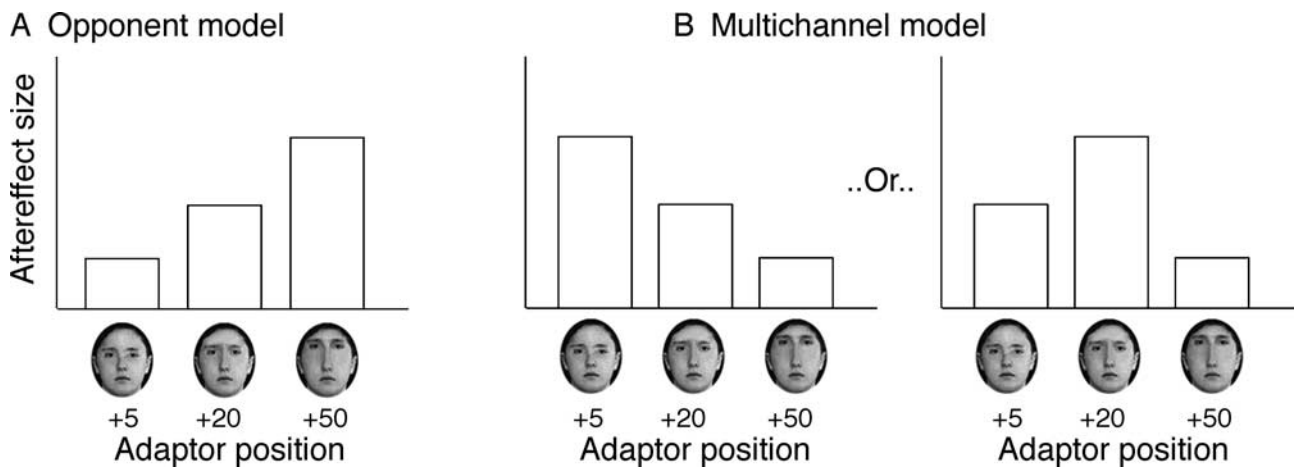 A Opponent model
B Multichannel model
Aftereffect size
..Or..
+5 +20 +50
Adaptor position
+5 +20 +50
Adaptor position
+5 +20 +50
Adaptor position